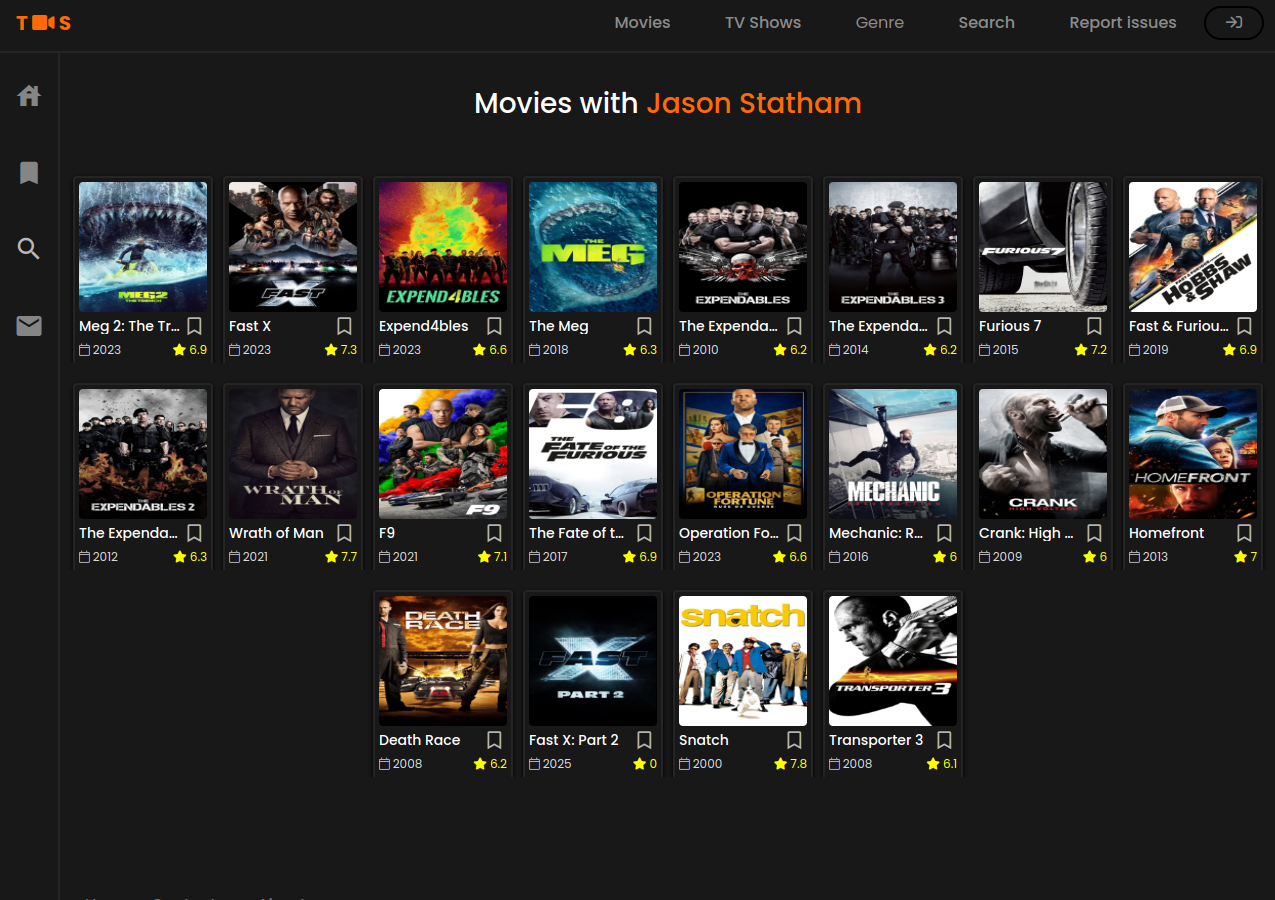 T S
Movies TV Shows Genre Search Report issues
Movies with Jason Statham
MEG2
THE TRENCH
FAST X
EXPEND4BLES
THE
MEG
THE
EXPENDABLES
THE
EXPENDABLES 3
FURIOUS 7
HOBBS
& SHAW
Meg 2: The Tr... Fast X Expend4bles The Meg The Expenda... The Expenda... Furious 7 Fast & Furiou...
2023 6.9 2023 7.3 2023 6.6 2018 6.3 2010 6.2 2014 6.2 2015 7.2 2019 6.9
THE
EXPENDABLES 2
WRATH OF
MAN
F9
F8
THE
FATE OF THE
FURIOUS
OPERATION
FORTUNE
RUSE DE GUERRE
MECHANIC
CRANK
HIGH VOLTAGE
HOMEFRONT
The Expenda... Wrath of Man F9 The Fate of t... Operation Fo... Mechanic: R... Crank: High ... Homefront
2012 6.3 2021 7.7 2021 7.1 2017 6.9 2023 6.6 2016 6 2009 6 2013 7
DEATH
RACE
FAST X
PART 2
snatch
TRANSPORTER 3
Death Race Fast X: Part 2 Snatch Transporter 3
2008 6.2 2025 0 2000 7.8 2008 6.1